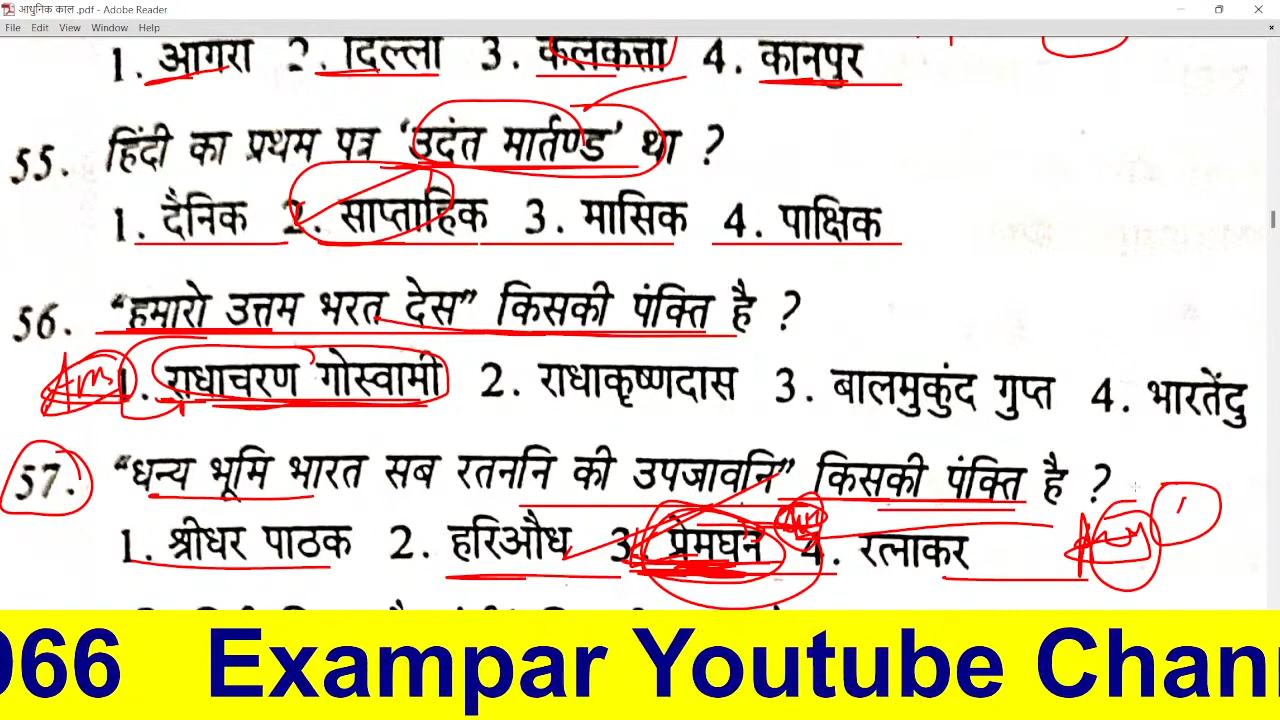 आधुनिक काल .pdf - Adobe Reader
File Edit View Window Help
1. आगरा 2. दिल्ला 3. कलकत्ता 4. कानपुर
55. हिंदी का प्रथम पत्र 'उदंत मार्तण्ड' था ?
1. दैनिक 2. साप्ताहिक 3. मासिक 4. पाक्षिक
56. "हमारो उत्तम भरत देस" किसकी पंक्ति है ?
Ans 1. राधाचरण गोस्वामी 2. राधाकृष्णदास 3. बालमुकुंद गुप्त 4. भारतेंदु
57. "धन्य भूमि भारत सब रतननि की उपजावनि" किसकी पंक्ति है ?
1. श्रीधर पाठक 2. हरिऔध 3. प्रेमघन 4. रत्नाकर
066 Exampar Youtube Chan